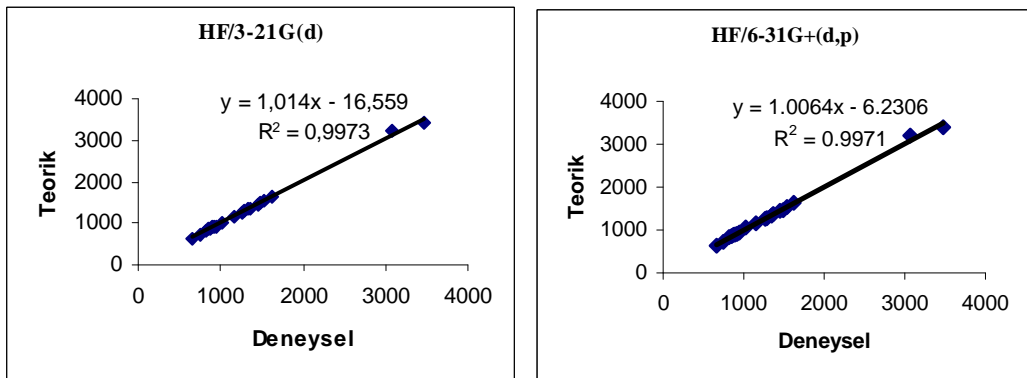 HF/3-21G(d)
y = 1,014x - 16,559
R² = 0,9973
4000
3000
2000
1000
0
0 1000 2000 3000 4000
Teorik
Deneysel
HF/6-31G+(d,p)
y = 1.0064x - 6.2306
R² = 0.9971
4000
3000
2000
1000
0
0 1000 2000 3000 4000
Teorik
Deneysel